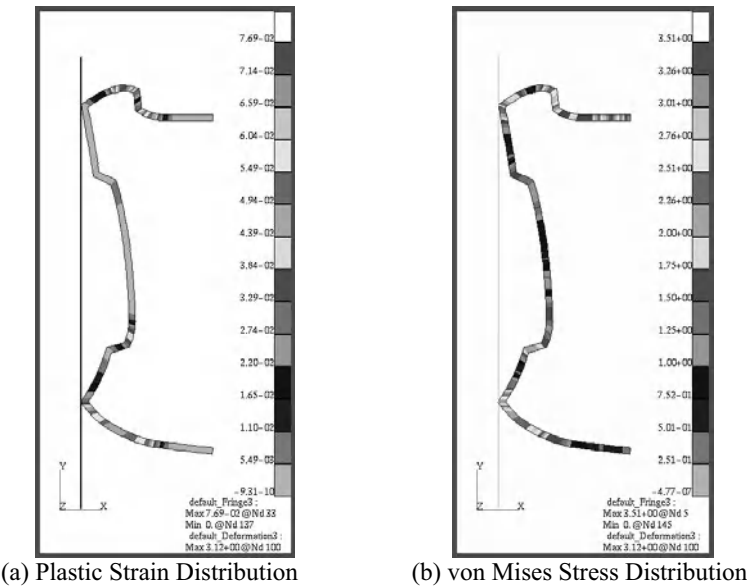 7.69-02
7.14-02
6.59-02
6.04-02
5.49-02
4.94-02
4.39-02
3.84-02
3.29-02
2.74-02
2.20-02
1.65-02
1.10-02
5.49-03
-9.31-10
Y
Z X
default_Fringe3 :
Max 7.69-02 @Nd 33
Min 0. @Nd 137
default_Deformation3 :
Max 3.12+00 @Nd 100
(a) Plastic Strain Distribution
3.51+00
3.26+00
3.01+00
2.76+00
2.51+00
2.26+00
2.00+00
1.75+00
1.50+00
1.25+00
1.00+00
7.52-01
5.01-01
2.51-01
-4.77-07
Y
Z X
default_Fringe3 :
Max 3.51+00 @Nd 5
Min 0. @Nd 145
default_Deformation3 :
Max 3.12+00 @Nd 100
(b) von Mises Stress Distribution